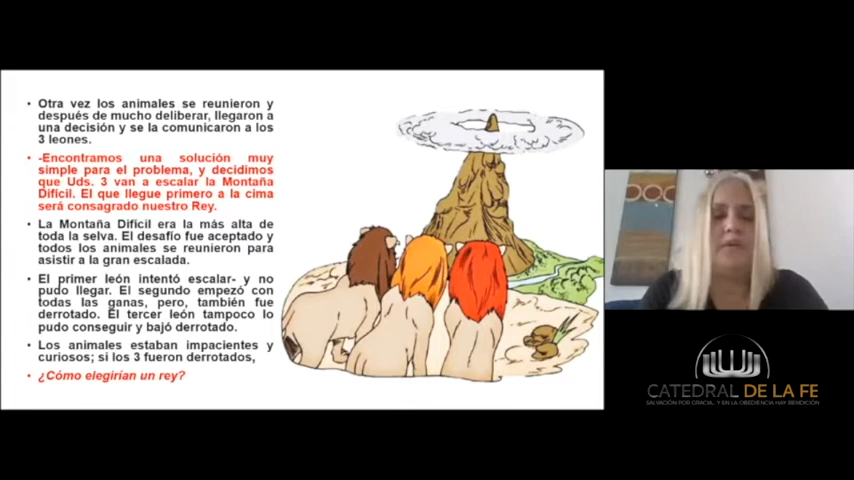 • Otra vez los animales se reunieron y
después de mucho deliberar, llegaron a
una decisión y se la comunicaron a los
3 leones.
• -Encontramos una solución muy
simple para el problema, y decidimos
que Uds. 3 van a escalar la Montaña
Difícil. El que llegue primero a la cima
será consagrado nuestro Rey.
• La Montaña Difícil era la más alta de
toda la selva. El desafío fue aceptado y
todos los animales se reunieron para
asistir a la gran escalada.
• El primer león intentó escalar- y no
pudo llegar. El segundo empezó con
todas las ganas, pero, también fue
derrotado. El tercer león tampoco lo
pudo conseguir y bajó derrotado.
• Los animales estaban impacientes y
curiosos; si los 3 fueron derrotados,
• ¿Cómo elegirían un rey?
CATEDRAL DE LA FE
SALVACIÓN POR GRACIA, Y EN LA OBEDIENCIA HAY BENDICIÓN